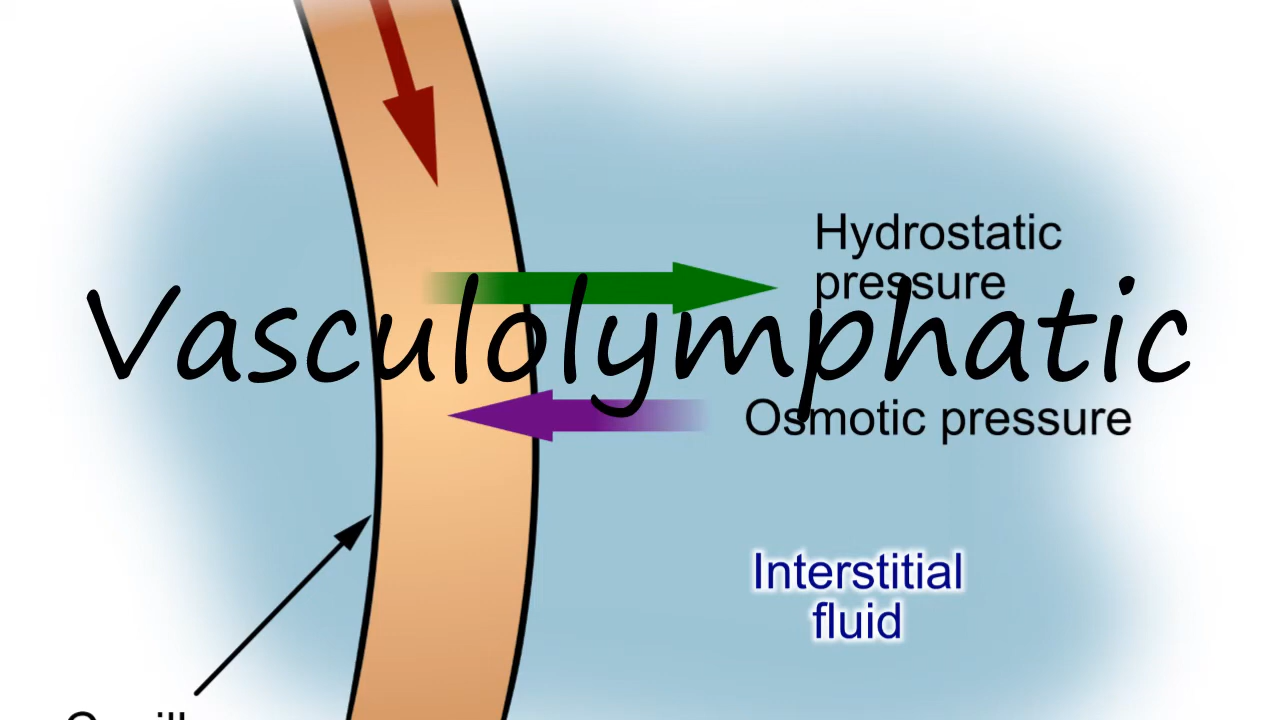 Hydrostatic
pressure
Vasculolymphatic
Osmotic pressure
Interstitial
fluid